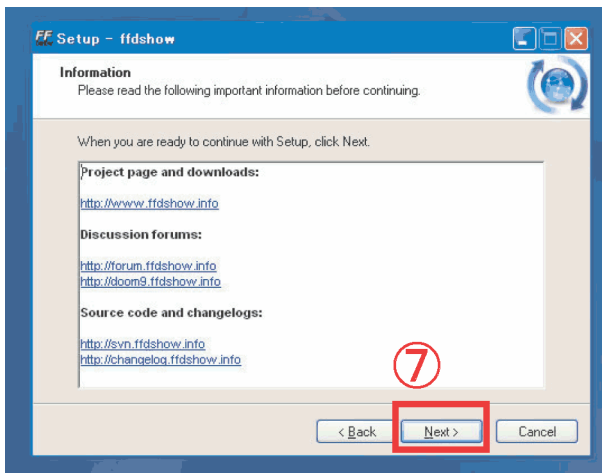 FF Setup - ffdshow
Information
Please read the following important information before continuing.
When you are ready to continue with Setup, click Next.
Project page and downloads:
http://www.ffdshow.info
Discussion forums:
http://forum.ffdshow.info
http://doom9.ffdshow.info
Source code and changelogs:
http://svn.ffdshow.info
http://changelog.ffdshow.info
⑦
< Back Next > Cancel